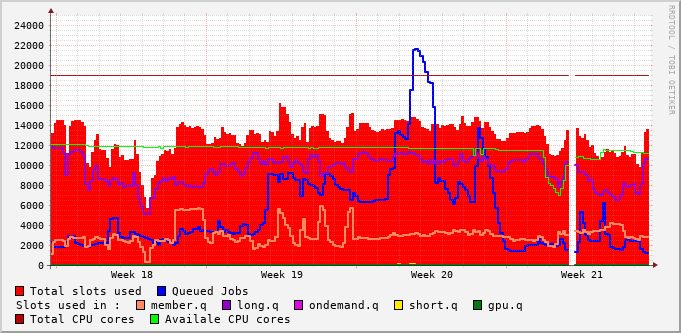 RRDTOOL / TOBI OETIKER
24000
22000
20000
18000
16000
14000
12000
10000
8000
6000
4000
2000
0
Week 18 Week 19 Week 20 Week 21
Total slots used Queued Jobs
Slots used in : member.q long.q ondemand.q short.q gpu.q
Total CPU cores Availale CPU cores